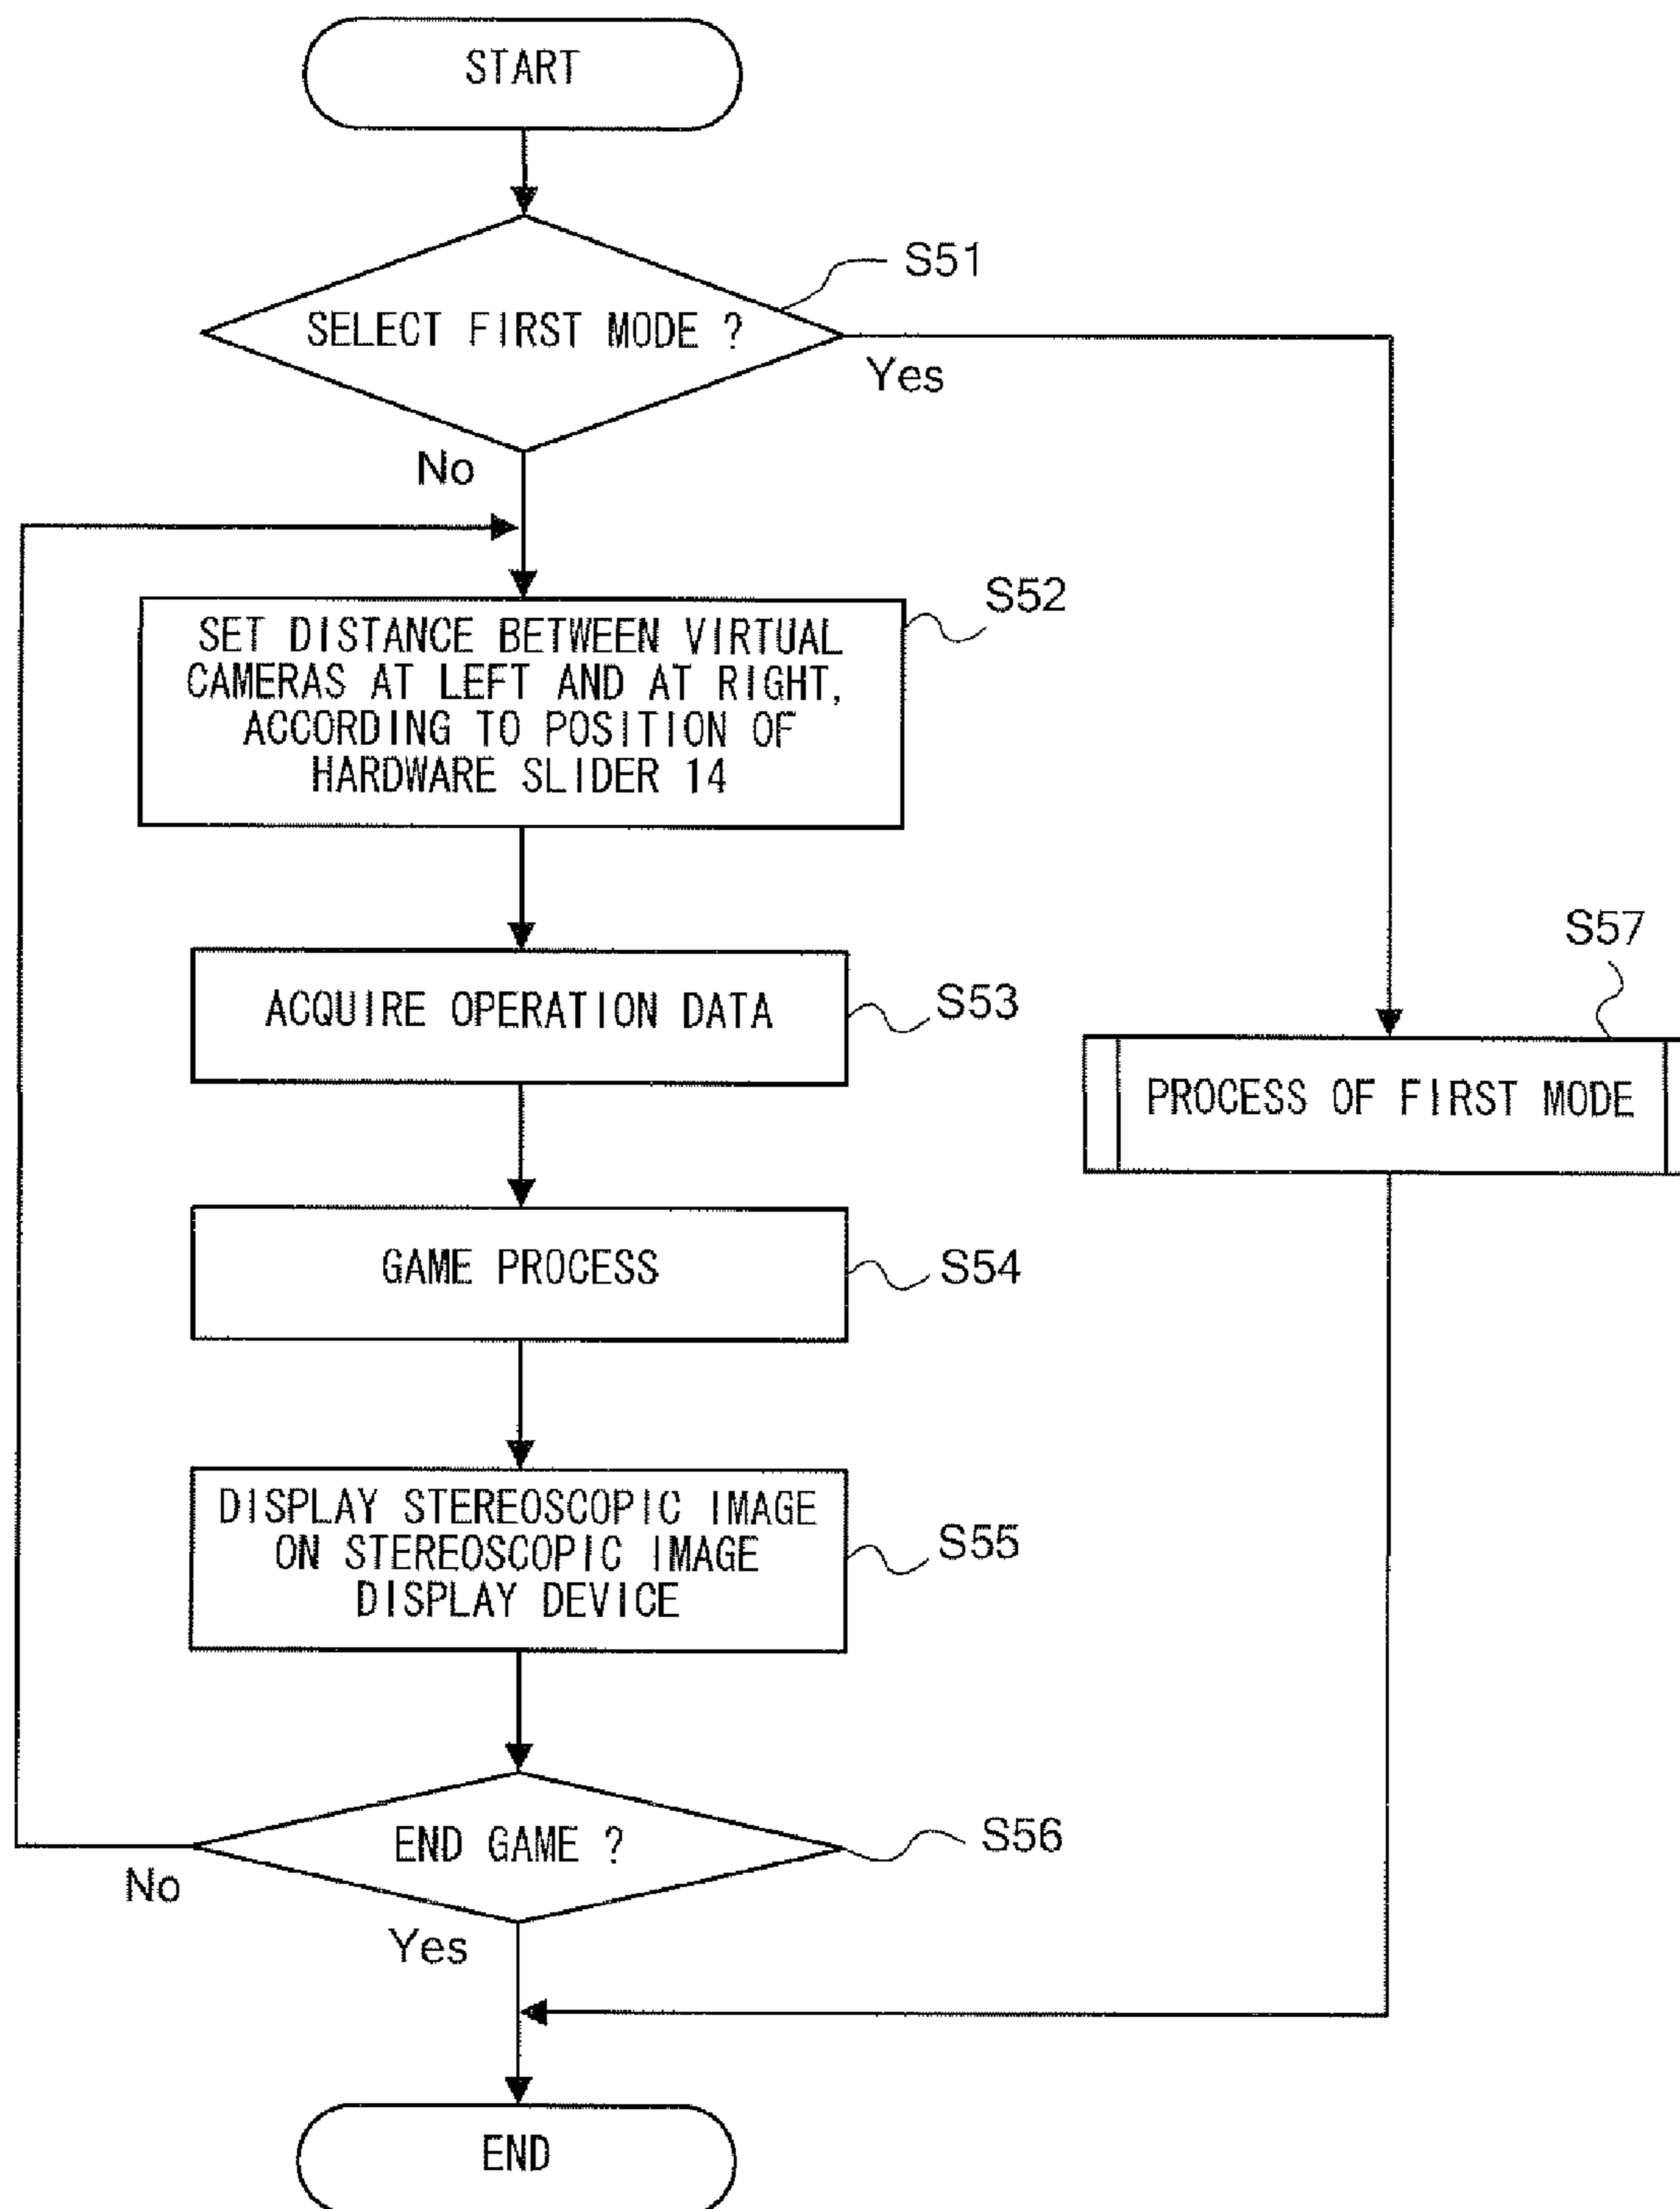 START
S51
SELECT FIRST MODE ?
Yes
No
S52
SET DISTANCE BETWEEN VIRTUAL
CAMERAS AT LEFT AND AT RIGHT,
ACCORDING TO POSITION OF
HARDWARE SLIDER 14
S53
ACQUIRE OPERATION DATA
S57
PROCESS OF FIRST MODE
GAME PROCESS
S54
DISPLAY STEREOSCOPIC IMAGE
ON STEREOSCOPIC IMAGE
DISPLAY DEVICE
S55
END GAME ?
S56
No
Yes
END